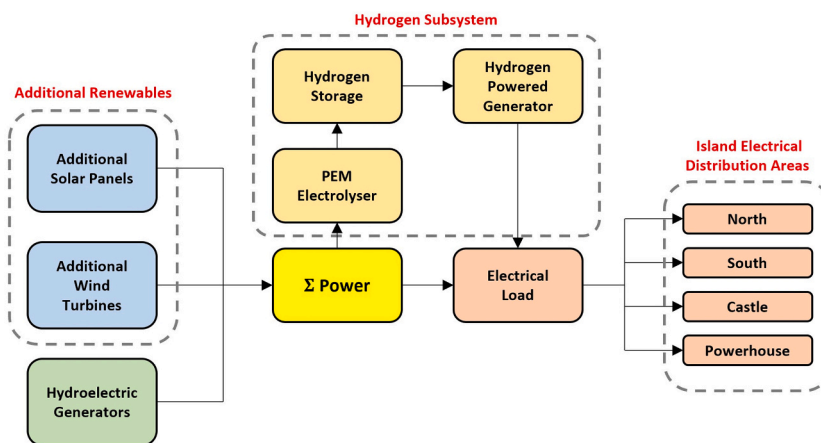 Hydrogen Subsystem
Additional Renewables
Additional
Solar Panels
Additional
Wind
Turbines
Hydroelectric
Generators
Hydrogen
Storage
Hydrogen
Powered
Generator
PEM
Electrolyser
Σ Power
Electrical
Load
Island Electrical
Distribution Areas
North
South
Castle
Powerhouse